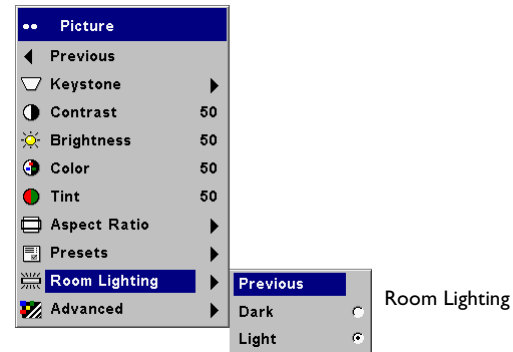 Picture
Previous
Keystone
Contrast 50
Brightness 50
Color 50
Tint 50
Aspect Ratio
Presets
Room Lighting
Advanced
Previous
Dark
Light
Room Lighting